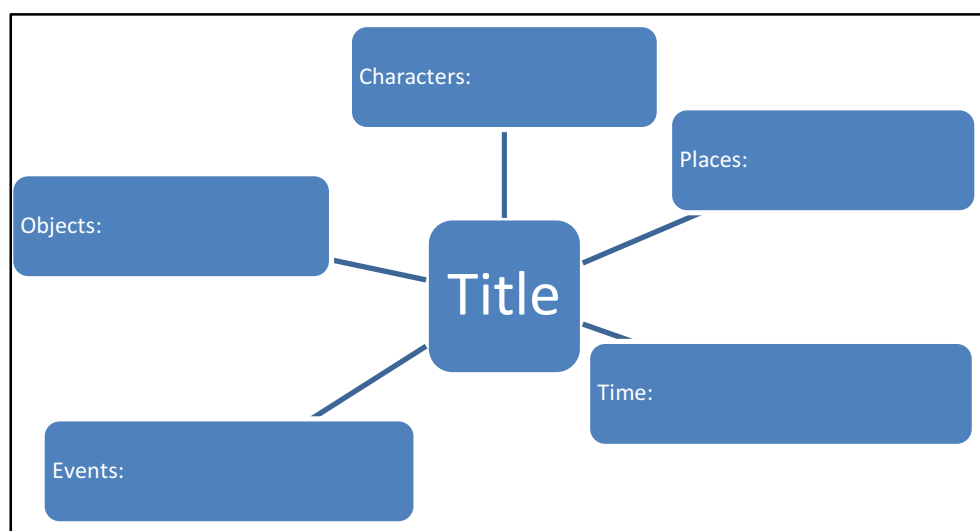 Characters:
Places:
Objects:
Title
Time:
Events: